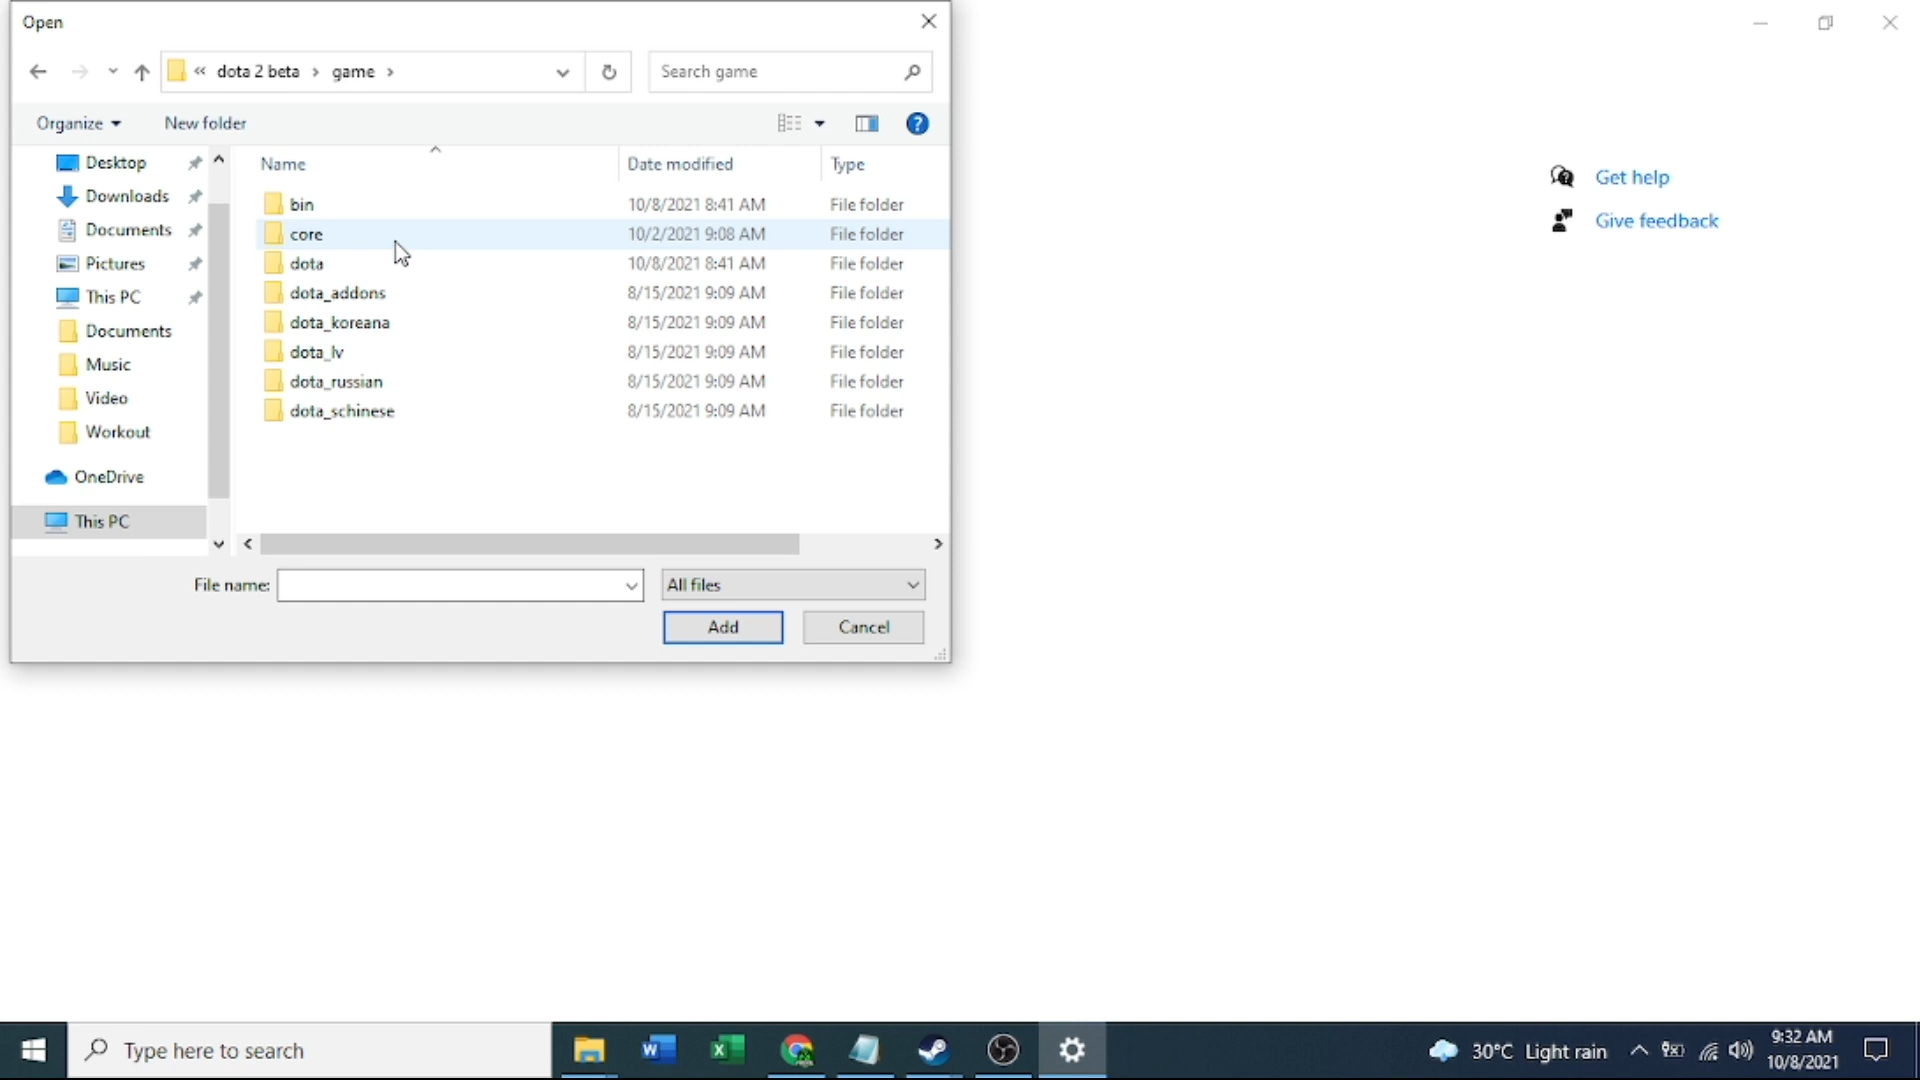 Open
« dota 2 beta › game ›
Search game
Organize
New folder
Name
Date modified
Type
Desktop
Downloads
Documents
Pictures
This PC
Documents
Music
Video
Workout
OneDrive
This PC
bin 10/8/2021 8:41 AM File folder
core 10/2/2021 9:08 AM File folder
dota 10/8/2021 8:41 AM File folder
dota_addons 8/15/2021 9:09 AM File folder
dota_koreana 8/15/2021 9:09 AM File folder
dota_lv 8/15/2021 9:09 AM File folder
dota_russian 8/15/2021 9:09 AM File folder
dota_schinese 8/15/2021 9:09 AM File folder
File name:
All files
Add
Cancel
Get help
Give feedback
Type here to search
30°C Light rain
9:32 AM
10/8/2021